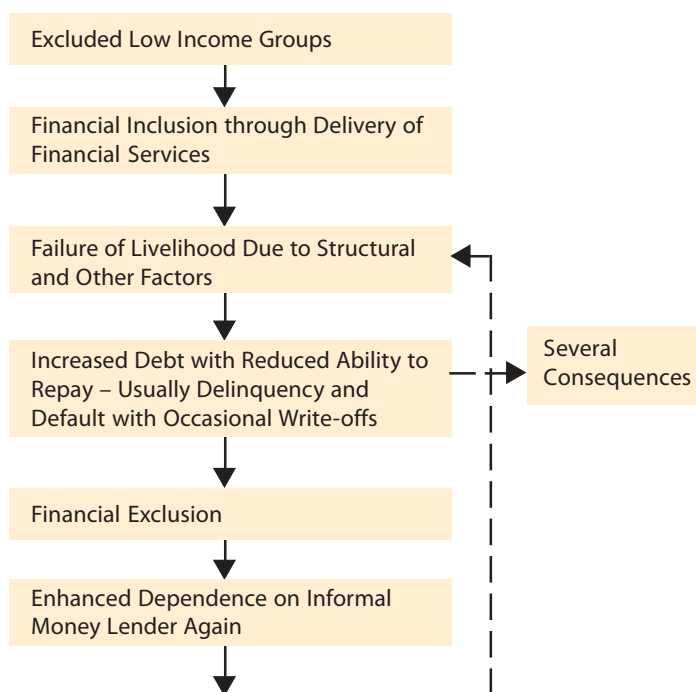 Excluded Low Income Groups
Financial Inclusion through Delivery of
Financial Services
Failure of Livelihood Due to Structural
and Other Factors
Increased Debt with Reduced Ability to
Repay – Usually Delinquency and
Default with Occasional Write-offs
Several
Consequences
Financial Exclusion
Enhanced Dependence on Informal
Money Lender Again